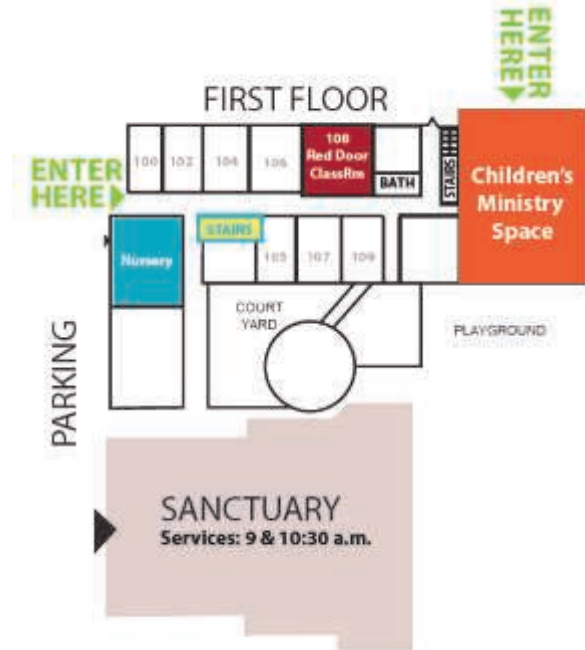 ENTER
HERE
FIRST FLOOR
ENTER
HERE
100
102
104
106
108
Red Door
ClassRm
BATH
STAIRS
Children's
Ministry
Space
Nursery
STAIRS
105
107
109
COURT
YARD
PLAYGROUND
PARKING
SANCTUARY
Services: 9 & 10:30 a.m.